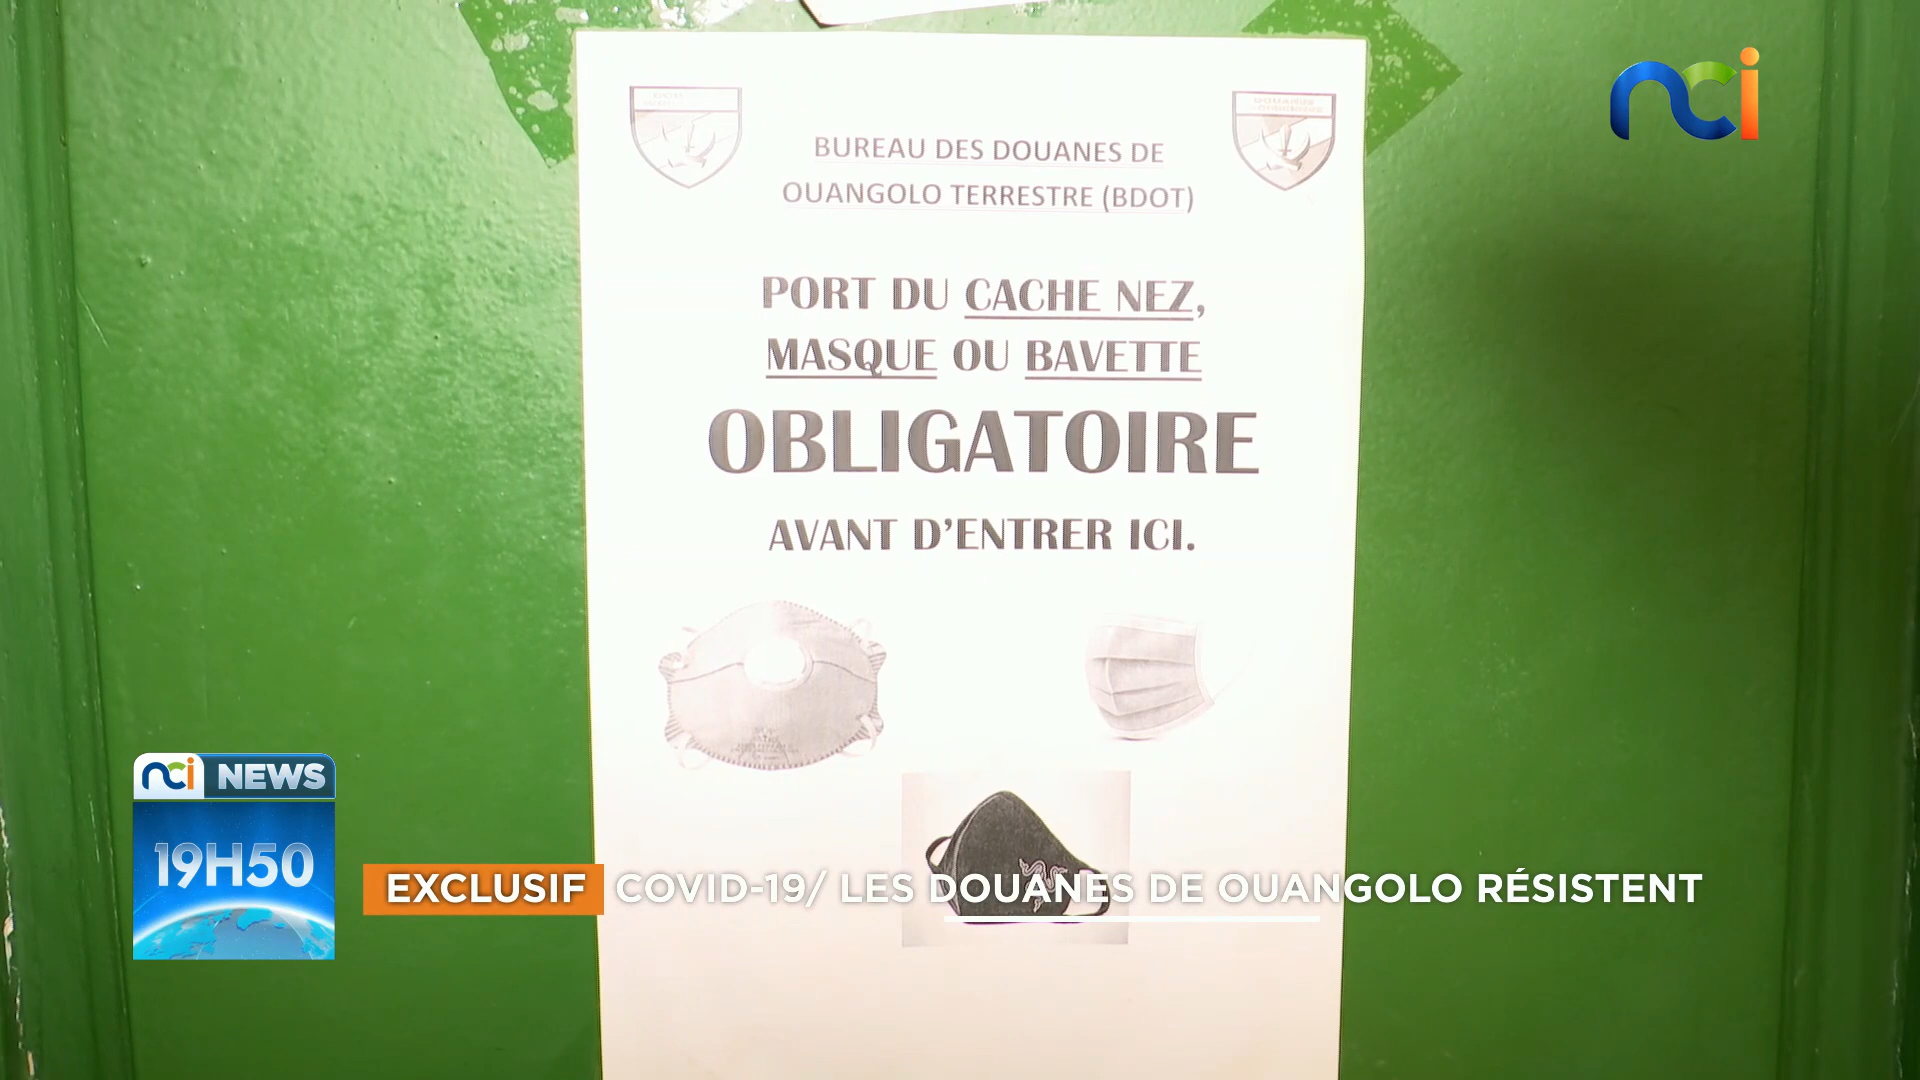 nci
DOUANES
BUREAU DES DOUANES DE
OUANGOLO TERRESTRE (BDOT)
PORT DU CACHE NEZ,
MASQUE OU BAVETTE
OBLIGATOIRE
AVANT D’ENTRER ICI.
nci NEWS
19H50
EXCLUSIF COVID-19/ LES DOUANES DE OUANGOLO RÉSISTENT